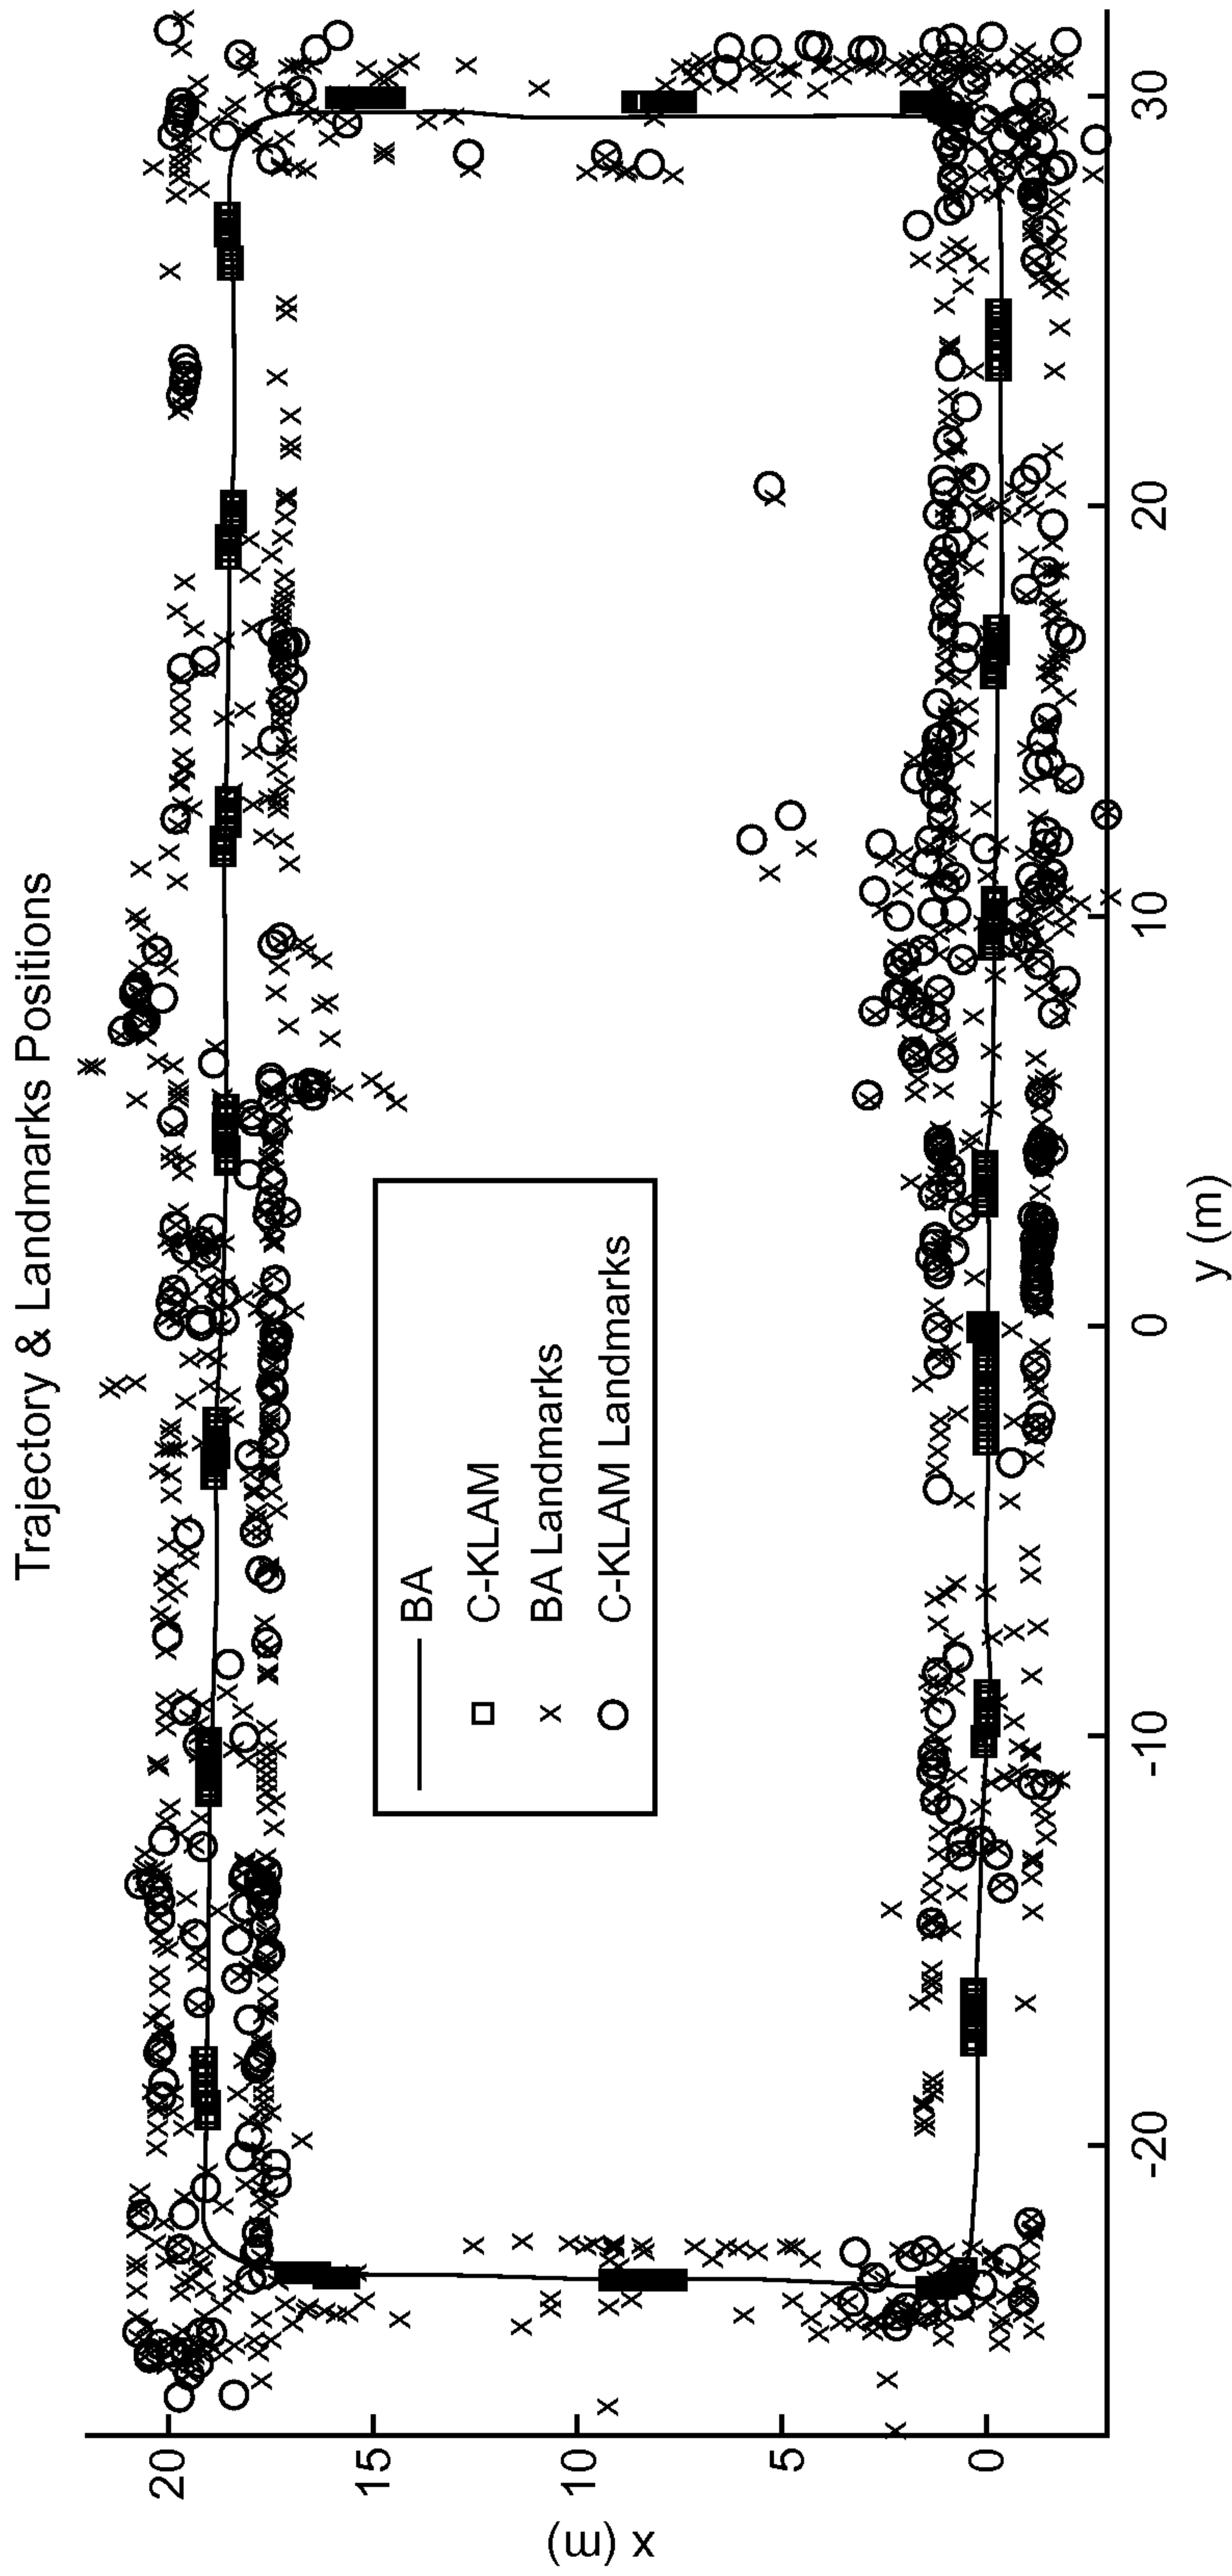 Trajectory & Landmarks Positions
20
15
10
5
0
x (m)
BA
C-KLAM
BA Landmarks
C-KLAM Landmarks
-20
-10
0
10
20
30
y (m)